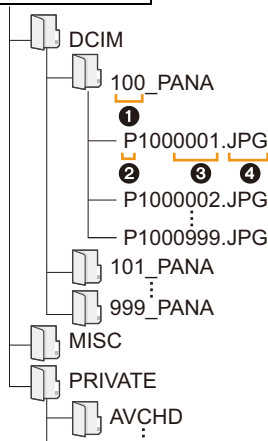 DCIM
100_PANA
❶
P1000001.JPG
❷ ❸ ❹
P1000002.JPG
P1000999.JPG
101_PANA
999_PANA
MISC
PRIVATE
AVCHD